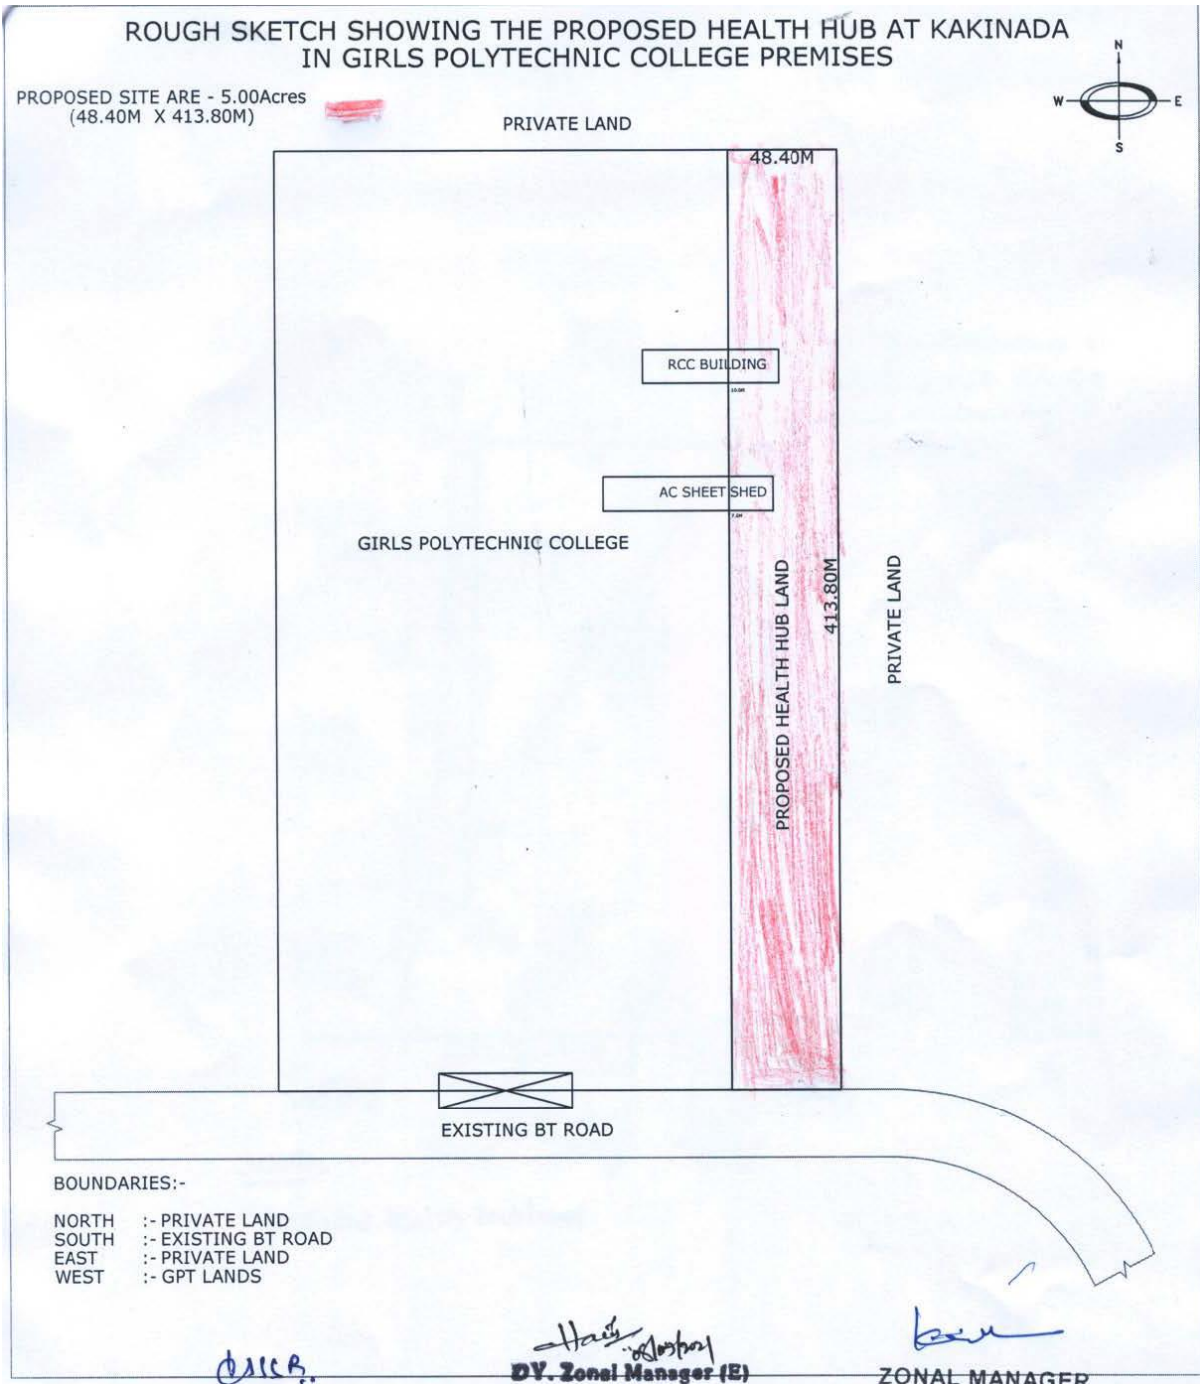 ROUGH SKETCH SHOWING THE PROPOSED HEALTH HUB AT KAKINADA
IN GIRLS POLYTECHNIC COLLEGE PREMISES
N
W
E
S
PROPOSED SITE ARE - 5.00Acres
(48.40M X 413.80M)
PRIVATE LAND
48.40M
RCC BUILDING
AC SHEET SHED
GIRLS POLYTECHNIC COLLEGE
PROPOSED HEALTH HUB LAND
413.80M
PRIVATE LAND
EXISTING BT ROAD
BOUNDARIES:-
NORTH :- PRIVATE LAND
SOUTH :- EXISTING BT ROAD
EAST :- PRIVATE LAND
WEST :- GPT LANDS
DY. Zonal Manager (E)
ZONAL MANAGER